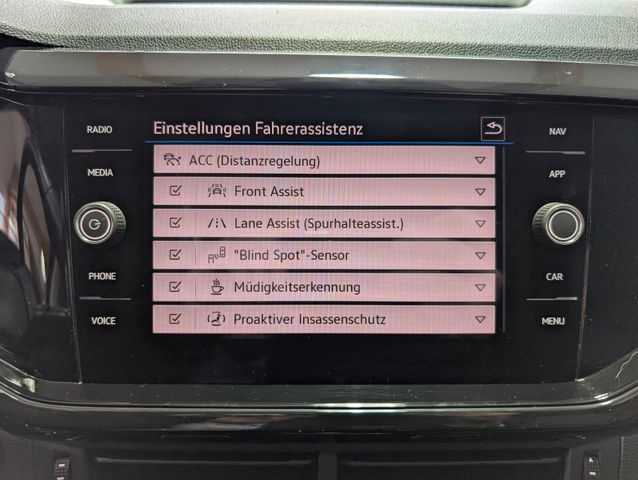 RADIO
MEDIA
PHONE
VOICE
Einstellungen Fahrerassistenz
ACC (Distanzregelung)
Front Assist
Lane Assist (Spurhalteassist.)
"Blind Spot"-Sensor
Müdigkeitserkennung
Proaktiver Insassenschutz
NAV
APP
CAR
MENU